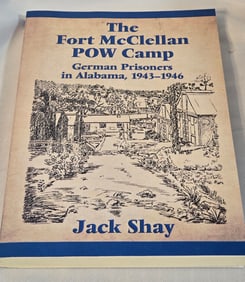 The
Fort McClellan
POW Camp
German Prisoners
in Alabama, 1943–1946
Jack Shay